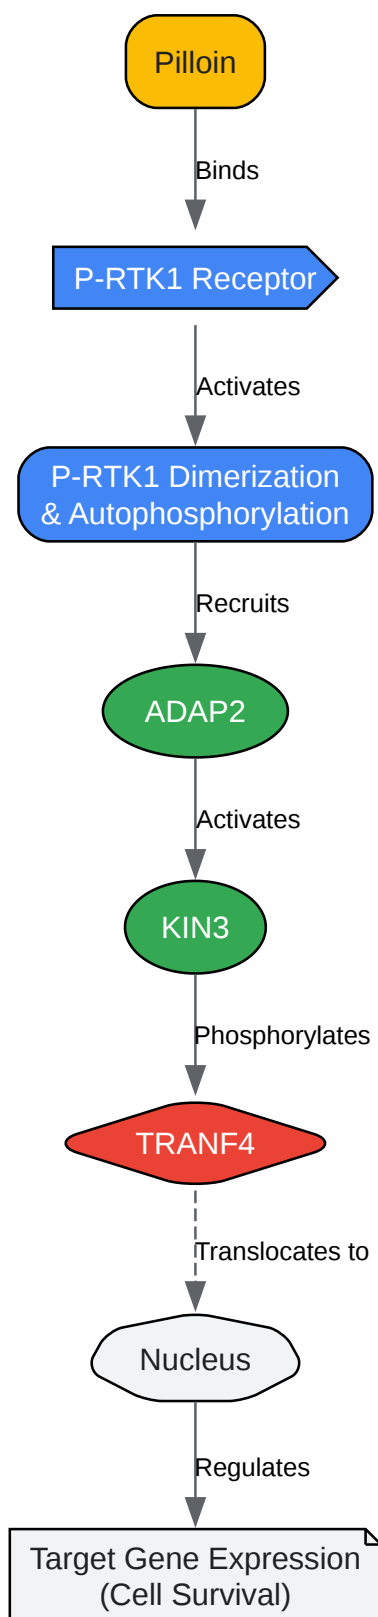 Pilloin
Binds
P-RTK1 Receptor
Activates
P-RTK1 Dimerization
& Autophosphorylation
Recruits
ADAP2
Activates
KIN3
Phosphorylates
TRANF4
Translocates to
Nucleus
Regulates
Target Gene Expression
(Cell Survival)